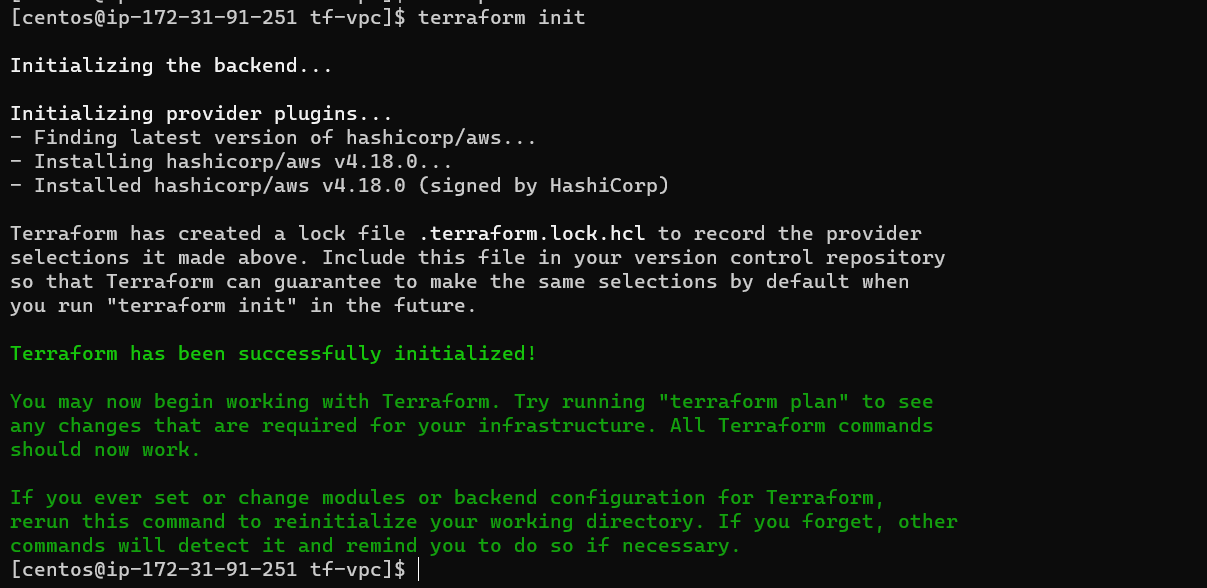 [centos@ip-172-31-91-251 tf-vpc]$ terraform init
Initializing the backend...
Initializing provider plugins...
- Finding latest version of hashicorp/aws...
- Installing hashicorp/aws v4.18.0...
- Installed hashicorp/aws v4.18.0 (signed by HashiCorp)
Terraform has created a lock file .terraform.lock.hcl to record the provider
selections it made above. Include this file in your version control repository
so that Terraform can guarantee to make the same selections by default when
you run "terraform init" in the future.
Terraform has been successfully initialized!
You may now begin working with Terraform. Try running "terraform plan" to see
any changes that are required for your infrastructure. All Terraform commands
should now work.
If you ever set or change modules or backend configuration for Terraform,
rerun this command to reinitialize your working directory. If you forget, other
commands will detect it and remind you to do so if necessary.
[centos@ip-172-31-91-251 tf-vpc]$